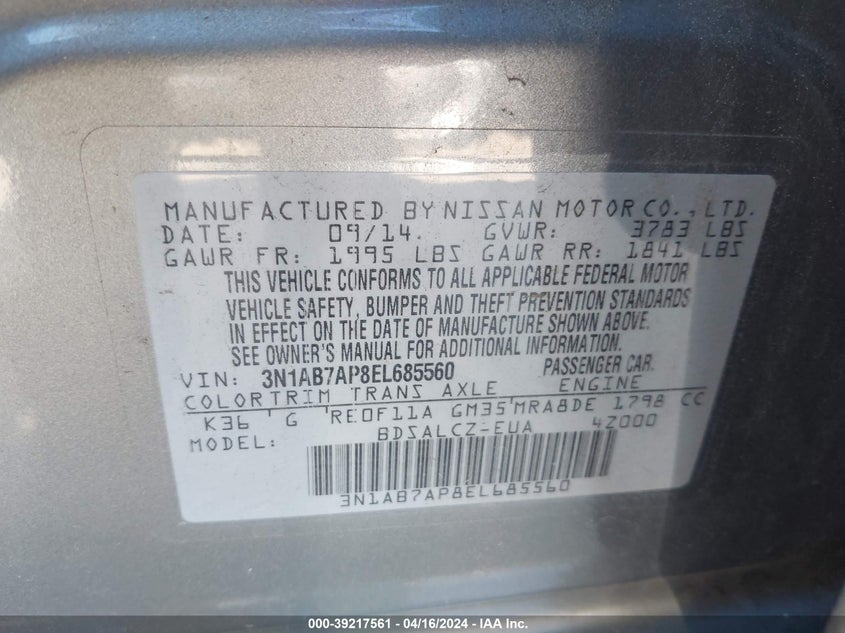 MANUFACTURED BY NISSAN MOTOR CO., LTD.
DATE: 09/14. GVWR: 3783 LBS
GAWR FR: 1995 LBS GAWR RR: 1841 LBS
THIS VEHICLE CONFORMS TO ALL APPLICABLE FEDERAL MOTOR
VEHICLE SAFETY, BUMPER AND THEFT PREVENTION STANDARDS
IN EFFECT ON THE DATE OF MANUFACTURE SHOWN ABOVE.
SEE OWNER'S MANUAL FOR ADDITIONAL INFORMATION.
VIN: 3N1AB7AP8EL685560 PASSENGER CAR.
COLOR TRIM TRANS AXLE ENGINE
K36 G RE0F11A GM35 MRA8DE 1798 CC
MODEL: BDSALCZ-EUA 4Z000
3N1AB7AP8EL685560
000-39217561 - 04/16/2024 - IAA Inc.